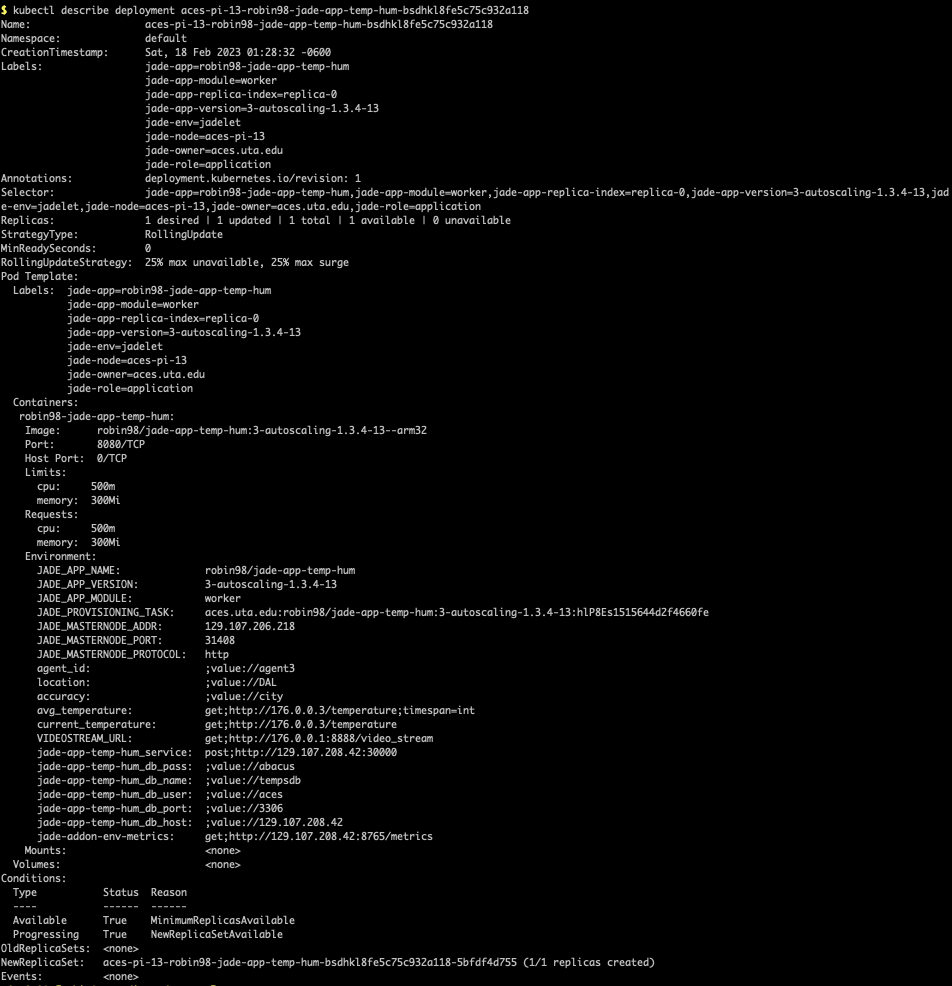 $ kubectl describe deployment aces-pi-13-robin98-jade-app-temp-hum-bsdhkl8fe5c75c932a118
Name: aces-pi-13-robin98-jade-app-temp-hum-bsdhkl8fe5c75c932a118
Namespace: default
CreationTimestamp: Sat, 18 Feb 2023 01:28:32 -0600
Labels: jade-app=robin98-jade-app-temp-hum
jade-app-module=worker
jade-app-replica-index=replica-0
jade-app-version=3-autoscaling-1.3.4-13
jade-env=jadelet
jade-node=aces-pi-13
jade-owner=aces.uta.edu
jade-role=application
Annotations: deployment.kubernetes.io/revision: 1
Selector: jade-app=robin98-jade-app-temp-hum,jade-app-module=worker,jade-app-replica-index=replica-0,jade-app-version=3-autoscaling-1.3.4-13,jad
e-env=jadelet,jade-node=aces-pi-13,jade-owner=aces.uta.edu,jade-role=application
Replicas: 1 desired | 1 updated | 1 total | 1 available | 0 unavailable
StrategyType: RollingUpdate
MinReadySeconds: 0
RollingUpdateStrategy: 25% max unavailable, 25% max surge
Pod Template:
Labels: jade-app=robin98-jade-app-temp-hum
jade-app-module=worker
jade-app-replica-index=replica-0
jade-app-version=3-autoscaling-1.3.4-13
jade-env=jadelet
jade-node=aces-pi-13
jade-owner=aces.uta.edu
jade-role=application
Containers:
robin98-jade-app-temp-hum:
Image: robin98/jade-app-temp-hum:3-autoscaling-1.3.4-13--arm32
Port: 8080/TCP
Host Port: 0/TCP
Limits:
cpu: 500m
memory: 300Mi
Requests:
cpu: 500m
memory: 300Mi
Environment:
JADE_APP_NAME: robin98/jade-app-temp-hum
JADE_APP_VERSION: 3-autoscaling-1.3.4-13
JADE_APP_MODULE: worker
JADE_PROVISIONING_TASK: aces.uta.edu:robin98/jade-app-temp-hum:3-autoscaling-1.3.4-13:hlP8Es1515644d2f4660fe
JADE_MASTERNODE_ADDR: 129.107.206.218
JADE_MASTERNODE_PORT: 31408
JADE_MASTERNODE_PROTOCOL: http
agent_id: ;value://agent3
location: ;value://DAL
accuracy: ;value://city
avg_temperature: get;http://176.0.0.3/temperature;timespan=int
current_temperature: get;http://176.0.0.3/temperature
VIDEOSTREAM_URL: get;http://176.0.0.1:8888/video_stream
jade-app-temp-hum_service: post;http://129.107.208.42:30000
jade-app-temp-hum_db_pass: ;value://abacus
jade-app-temp-hum_db_name: ;value://tempsdb
jade-app-temp-hum_db_user: ;value://aces
jade-app-temp-hum_db_port: ;value://3306
jade-app-temp-hum_db_host: ;value://129.107.208.42
jade-addon-env-metrics: get;http://129.107.208.42:8765/metrics
Mounts: <none>
Volumes: <none>
Conditions:
Type Status Reason
---- ------ ------
Available True MinimumReplicasAvailable
Progressing True NewReplicaSetAvailable
OldReplicaSets: <none>
NewReplicaSet: aces-pi-13-robin98-jade-app-temp-hum-bsdhkl8fe5c75c932a118-5bfdf4d755 (1/1 replicas created)
Events: <none>